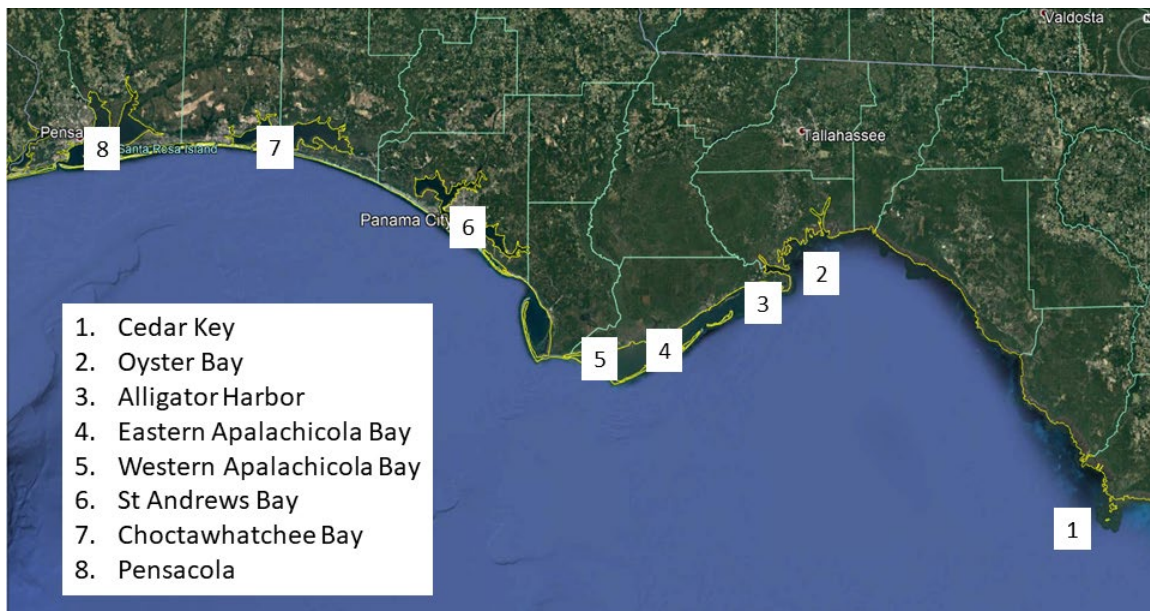 Valdosta
N
Tallahassee
Pensa
8
Santa Rosa Island
7
Panama City
6
2
3
4
5
1
1. Cedar Key
2. Oyster Bay
3. Alligator Harbor
4. Eastern Apalachicola Bay
5. Western Apalachicola Bay
6. St Andrews Bay
7. Choctawhatchee Bay
8. Pensacola